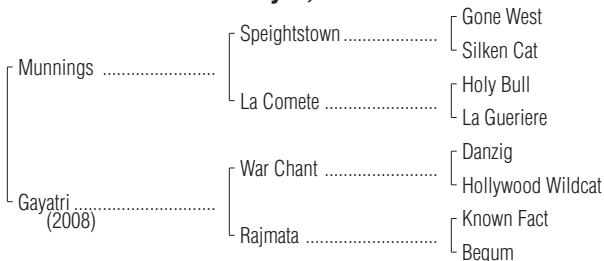 Gone West
Speightstown
Silken Cat
Munnings
Holy Bull
La Comete
La Gueriere
Danzig
War Chant
Hollywood Wildcat
Gayatri
(2008)
Known Fact
Rajmata
Begum